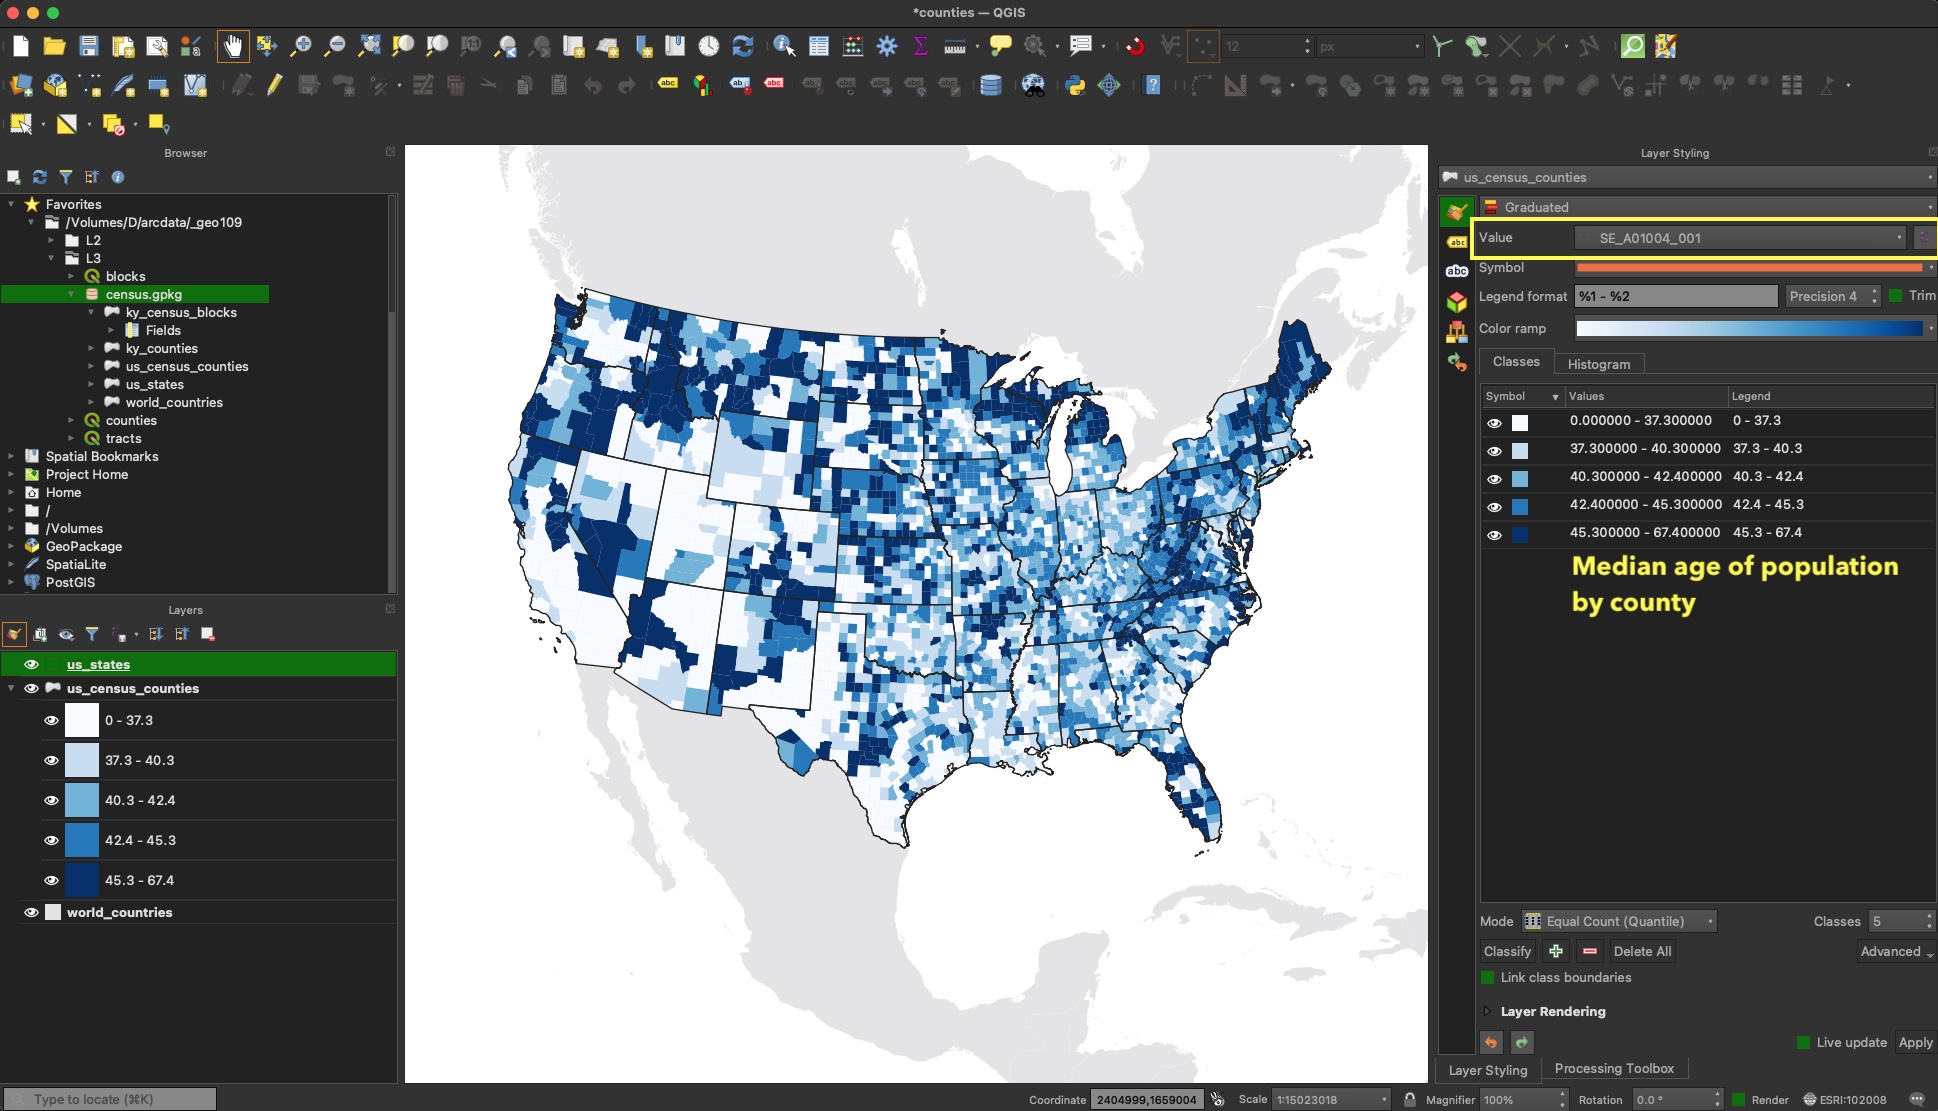 *counties — QGIS
12
px
Browser
Favorites
/Volumes/D/arcdata/_geo109
L2
L3
blocks
census.gpkg
ky_census_blocks
Fields
ky_counties
us_census_counties
us_states
world_countries
counties
tracts
Spatial Bookmarks
Project Home
Home
/
/Volumes
GeoPackage
SpatiaLite
PostGIS
Layers
us_states
us_census_counties
0 - 37.3
37.3 - 40.3
40.3 - 42.4
42.4 - 45.3
45.3 - 67.4
world_countries
Layer Styling
us_census_counties
Graduated
Value SE_A01004_001
Symbol
Legend format %1 - %2 Precision 4 Trim
Color ramp
Classes Histogram
Symbol Values Legend
0.000000 - 37.300000 0 - 37.3
37.300000 - 40.300000 37.3 - 40.3
40.300000 - 42.400000 40.3 - 42.4
42.400000 - 45.300000 42.4 - 45.3
45.300000 - 67.400000 45.3 - 67.4
Median age of population
by county
Mode Equal Count (Quantile) Classes 5
Classify Delete All Advanced
Link class boundaries
Layer Rendering
Live update Apply
Layer Styling Processing Toolbox
Type to locate (⌘K) Coordinate 2404999,1659004 Scale 1:15023018 Magnifier 100% Rotation 0.0 ° Render ESRI:102008